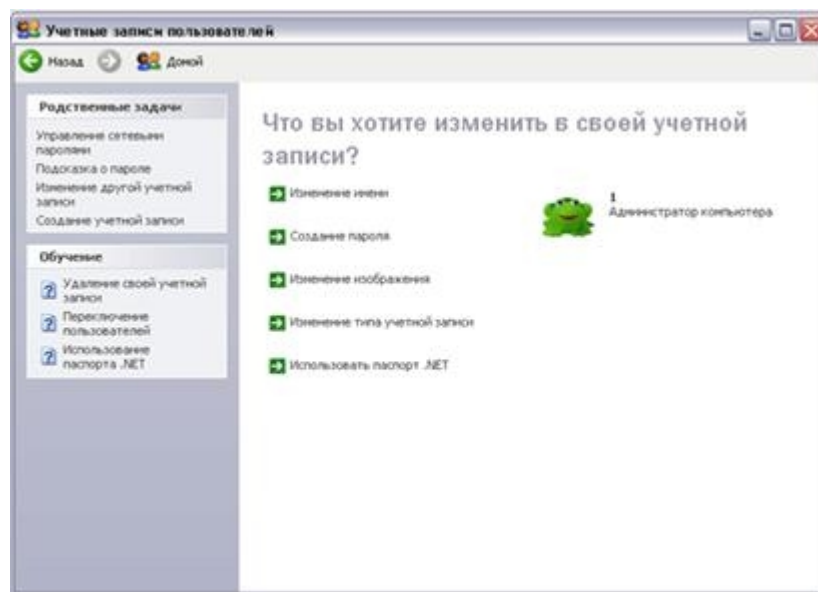 Учетные записи пользователей
Назад
Домой
Родственные задачи
Управление сетевыми
паролями
Подсказка о пароле
Изменение другой учетной
записи
Создание учетной записи
Обучение
Удаление своей учетной
записи
Переключение
пользователей
Использование
паспорта .NET
Что вы хотите изменить в своей учетной
записи?
Изменение имени
Создание пароля
Изменение изображения
Изменение типа учетной записи
Использовать паспорт .NET
1
Администратор компьютера